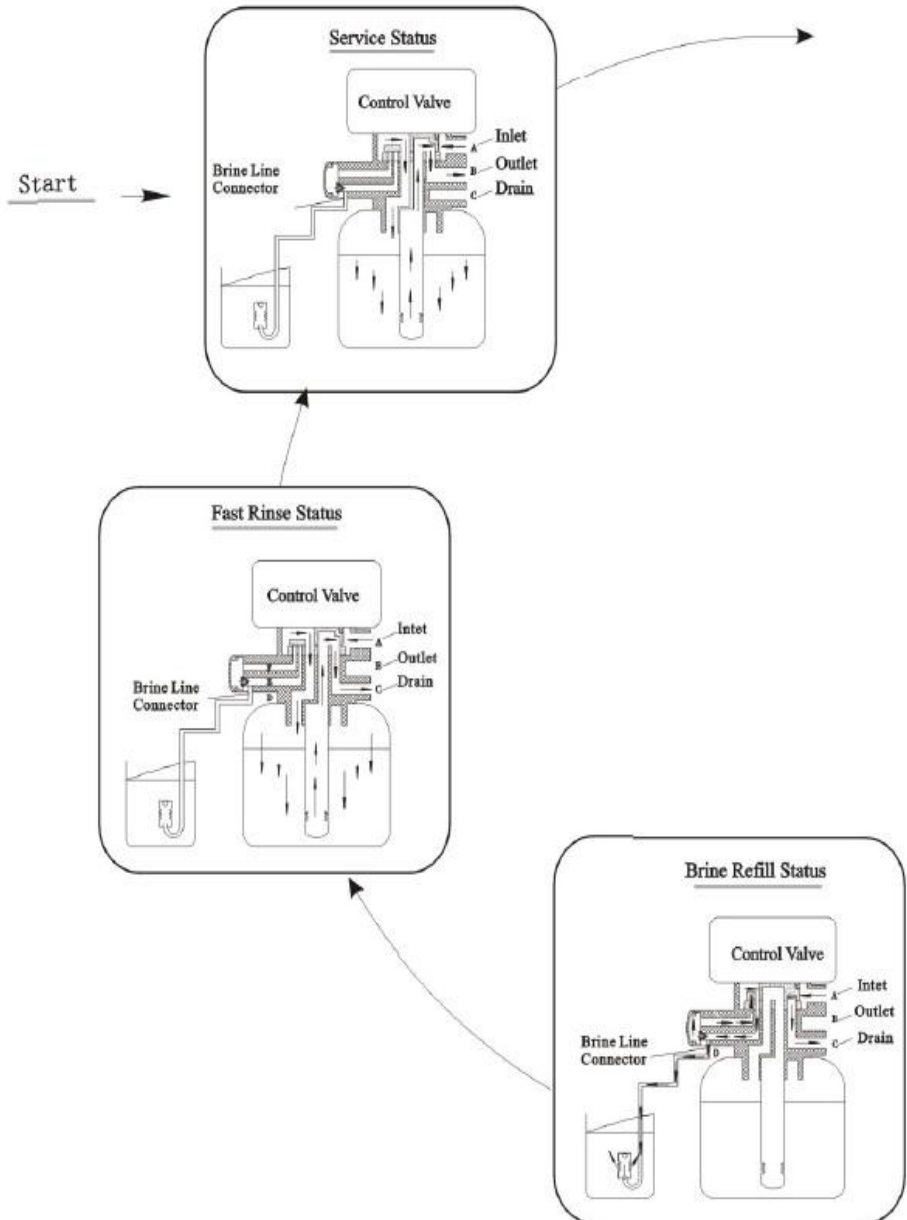 Service Status
Control Valve
A Inlet
Brine Line
Connector
B Outlet
C Drain
Start
Fast Rinse Status
Control Valve
A Intet
B Outlet
Brine Line
Connector
D
C Drain
Brine Refill Status
Control Valve
A Intet
B Outlet
Brine Line
Connector
D
C Drain